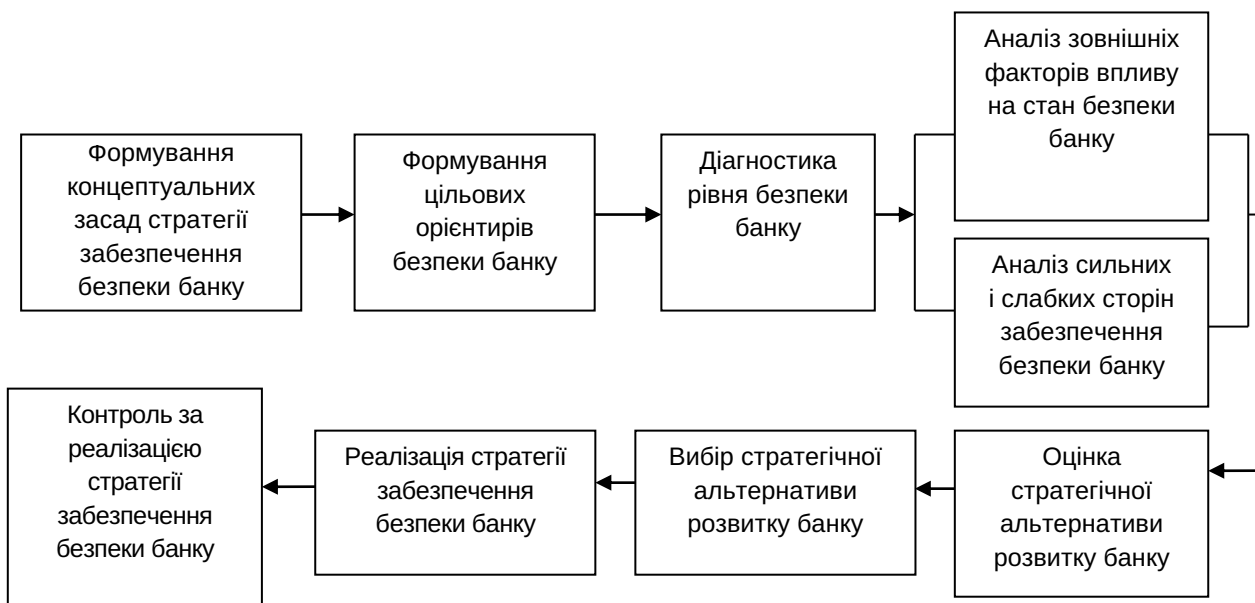 Формування
концептуальних
засад стратегії
забезпечення
безпеки банку
Формування
цільових
орієнтирів
безпеки банку
Діагностика
рівня безпеки
банку
Аналіз зовнішніх
факторів впливу
на стан безпеки
банку
Аналіз сильних
і слабких сторін
забезпечення
безпеки банку
Оцінка
стратегічної
альтернативи
розвитку банку
Вибір стратегічної
альтернативи
розвитку банку
Реалізація стратегії
забезпечення
безпеки банку
Контроль за
реалізацією
стратегії
забезпечення
безпеки банку